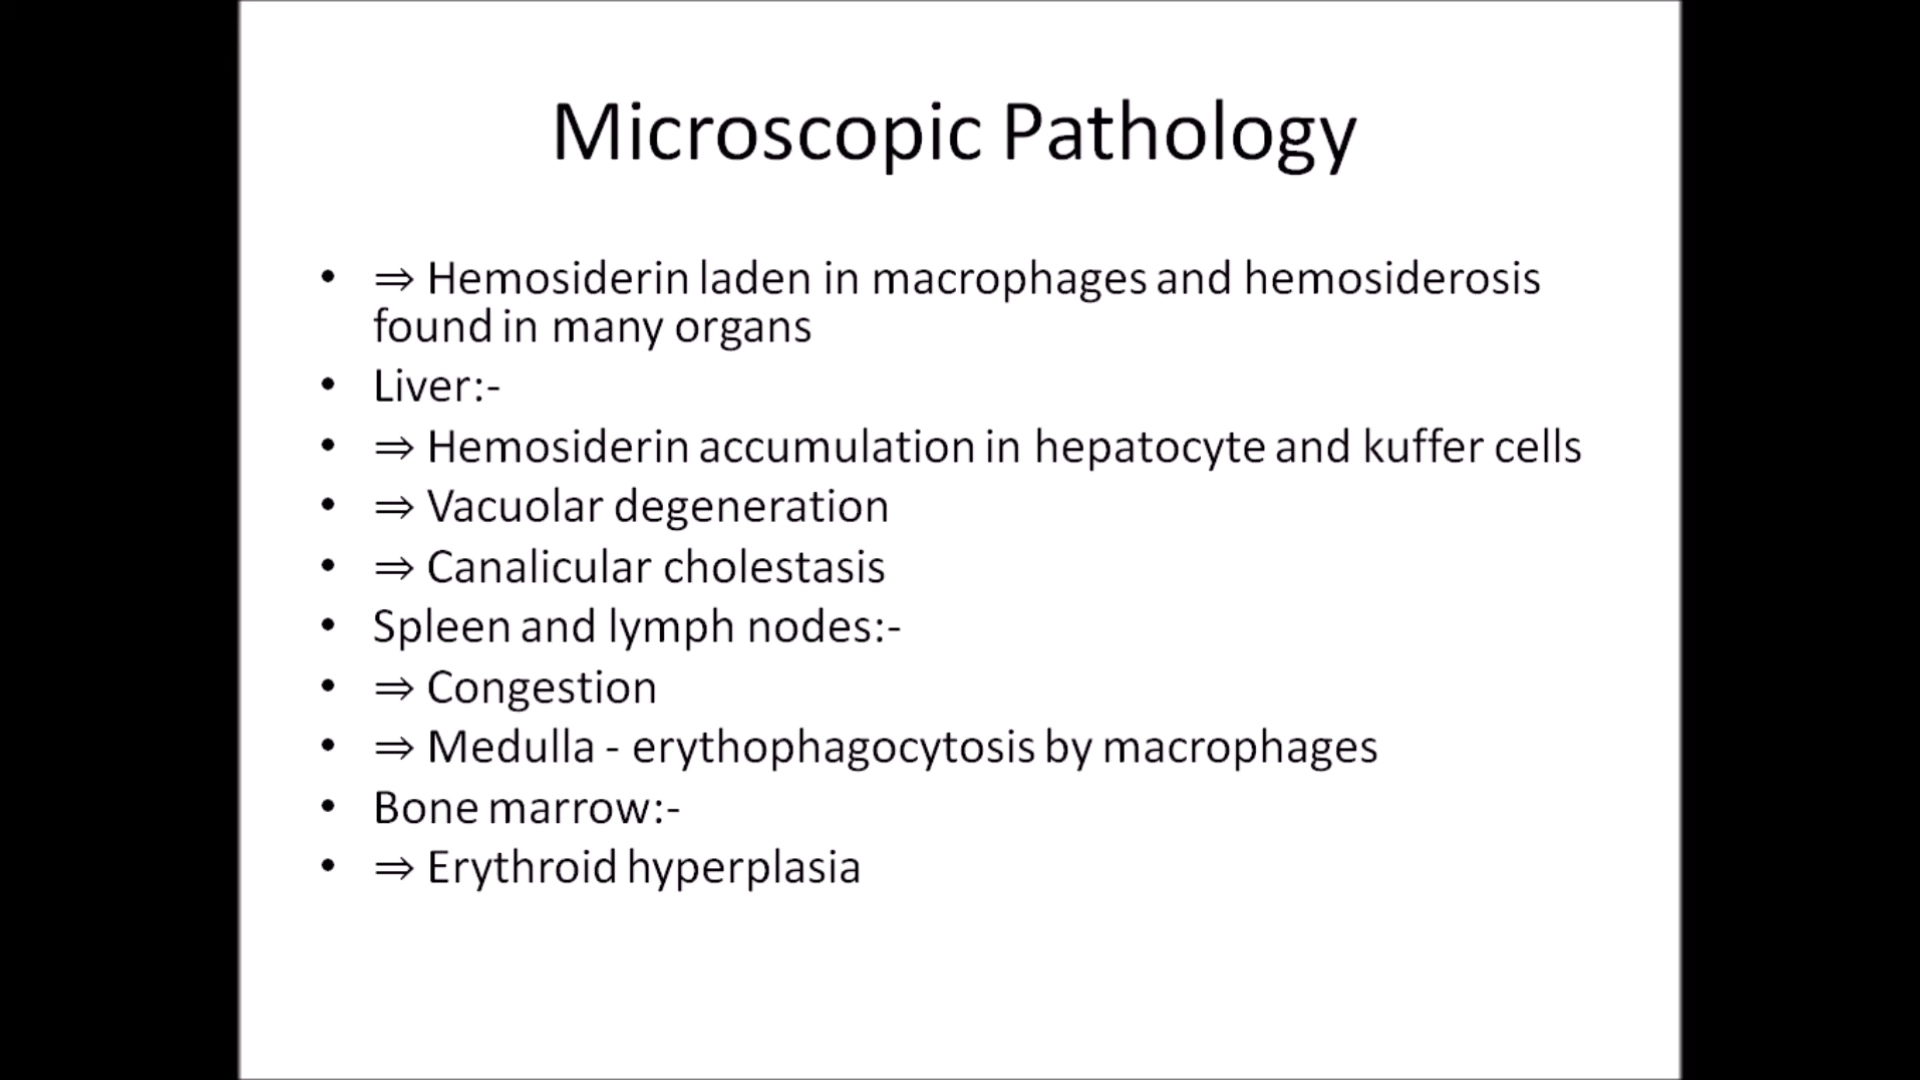 Microscopic Pathology
• ⇒ Hemosiderin laden in macrophages and hemosiderosis
found in many organs
• Liver:-
• ⇒ Hemosiderin accumulation in hepatocyte and kuffer cells
• ⇒ Vacuolar degeneration
• ⇒ Canalicular cholestasis
• Spleen and lymph nodes:-
• ⇒ Congestion
• ⇒ Medulla - erythophagocytosis by macrophages
• Bone marrow:-
• ⇒ Erythroid hyperplasia